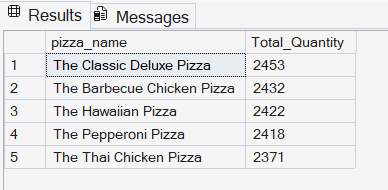 Results Messages
pizza_name Total_Quantity
1 The Classic Deluxe Pizza 2453
2 The Barbecue Chicken Pizza 2432
3 The Hawaiian Pizza 2422
4 The Pepperoni Pizza 2418
5 The Thai Chicken Pizza 2371